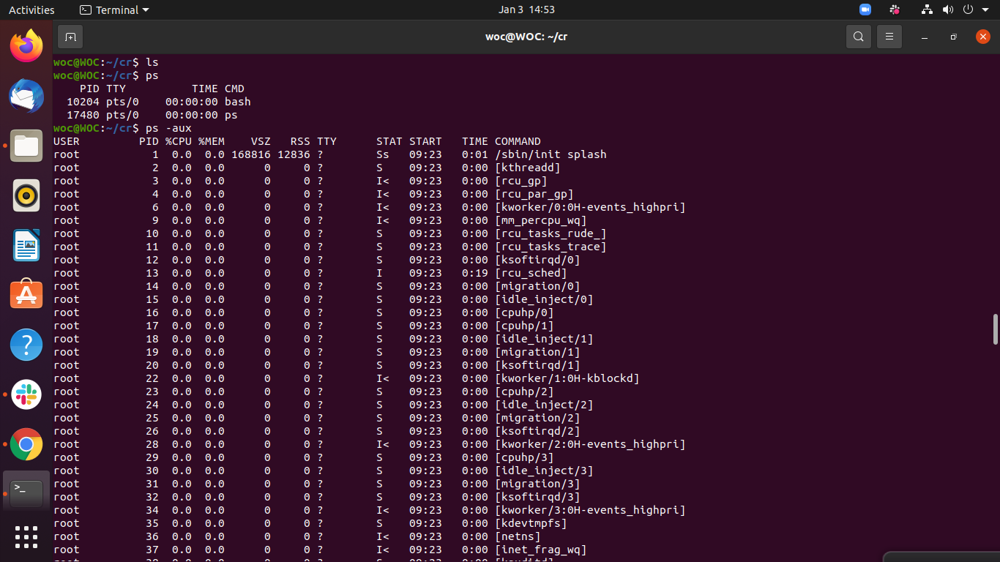 Activities Terminal Jan 3 14:53
woc@WOC: ~/cr
woc@WOC:~/cr$ ls
woc@WOC:~/cr$ ps
PID TTY TIME CMD
10204 pts/0 00:00:00 bash
17480 pts/0 00:00:00 ps
woc@WOC:~/cr$ ps -aux
USER PID %CPU %MEM VSZ RSS TTY STAT START TIME COMMAND
root 1 0.0 0.0 168816 12836 ? Ss 09:23 0:01 /sbin/init splash
root 2 0.0 0.0 0 0 ? S 09:23 0:00 [kthreadd]
root 3 0.0 0.0 0 0 ? I< 09:23 0:00 [rcu_gp]
root 4 0.0 0.0 0 0 ? I< 09:23 0:00 [rcu_par_gp]
root 6 0.0 0.0 0 0 ? I< 09:23 0:00 [kworker/0:0H-events_highpri]
root 9 0.0 0.0 0 0 ? I< 09:23 0:00 [mm_percpu_wq]
root 10 0.0 0.0 0 0 ? S 09:23 0:00 [rcu_tasks_rude_]
root 11 0.0 0.0 0 0 ? S 09:23 0:00 [rcu_tasks_trace]
root 12 0.0 0.0 0 0 ? S 09:23 0:00 [ksoftirqd/0]
root 13 0.0 0.0 0 0 ? I 09:23 0:19 [rcu_sched]
root 14 0.0 0.0 0 0 ? S 09:23 0:00 [migration/0]
root 15 0.0 0.0 0 0 ? S 09:23 0:00 [idle_inject/0]
root 16 0.0 0.0 0 0 ? S 09:23 0:00 [cpuhp/0]
root 17 0.0 0.0 0 0 ? S 09:23 0:00 [cpuhp/1]
root 18 0.0 0.0 0 0 ? S 09:23 0:00 [idle_inject/1]
root 19 0.0 0.0 0 0 ? S 09:23 0:00 [migration/1]
root 20 0.0 0.0 0 0 ? S 09:23 0:00 [ksoftirqd/1]
root 22 0.0 0.0 0 0 ? I< 09:23 0:00 [kworker/1:0H-kblockd]
root 23 0.0 0.0 0 0 ? S 09:23 0:00 [cpuhp/2]
root 24 0.0 0.0 0 0 ? S 09:23 0:00 [idle_inject/2]
root 25 0.0 0.0 0 0 ? S 09:23 0:00 [migration/2]
root 26 0.0 0.0 0 0 ? S 09:23 0:00 [ksoftirqd/2]
root 28 0.0 0.0 0 0 ? I< 09:23 0:00 [kworker/2:0H-events_highpri]
root 29 0.0 0.0 0 0 ? S 09:23 0:00 [cpuhp/3]
root 30 0.0 0.0 0 0 ? S 09:23 0:00 [idle_inject/3]
root 31 0.0 0.0 0 0 ? S 09:23 0:00 [migration/3]
root 32 0.0 0.0 0 0 ? S 09:23 0:00 [ksoftirqd/3]
root 34 0.0 0.0 0 0 ? I< 09:23 0:00 [kworker/3:0H-events_highpri]
root 35 0.0 0.0 0 0 ? S 09:23 0:00 [kdevtmpfs]
root 36 0.0 0.0 0 0 ? I< 09:23 0:00 [netns]
root 37 0.0 0.0 0 0 ? I< 09:23 0:00 [inet_frag_wq]